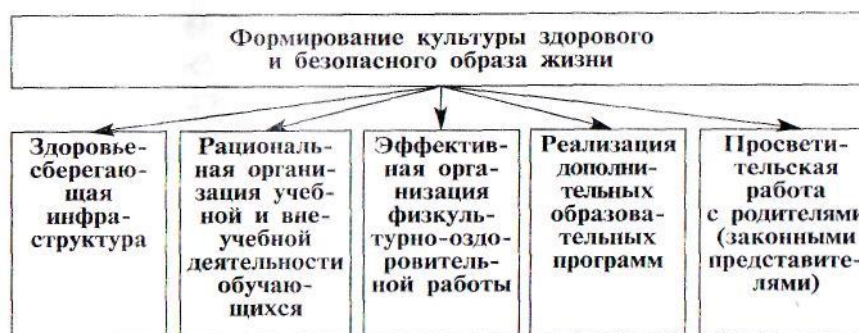 Формирование культуры здорового
и безопасного образа жизни
Здоровье-
сберегаю-
щая
инфра-
структура
Рациональ-
ная органи-
зация учеб-
ной и вне-
учебной
деятельности
обучаю-
щихся
Эффектив-
ная орга-
низация
физкуль-
турно-оздо-
ровитель-
ной работы
Реализация
дополни-
тельных
образова-
тельных
программ
Просвети-
тельская
работа
с родителями
(законными
представите-
лями)